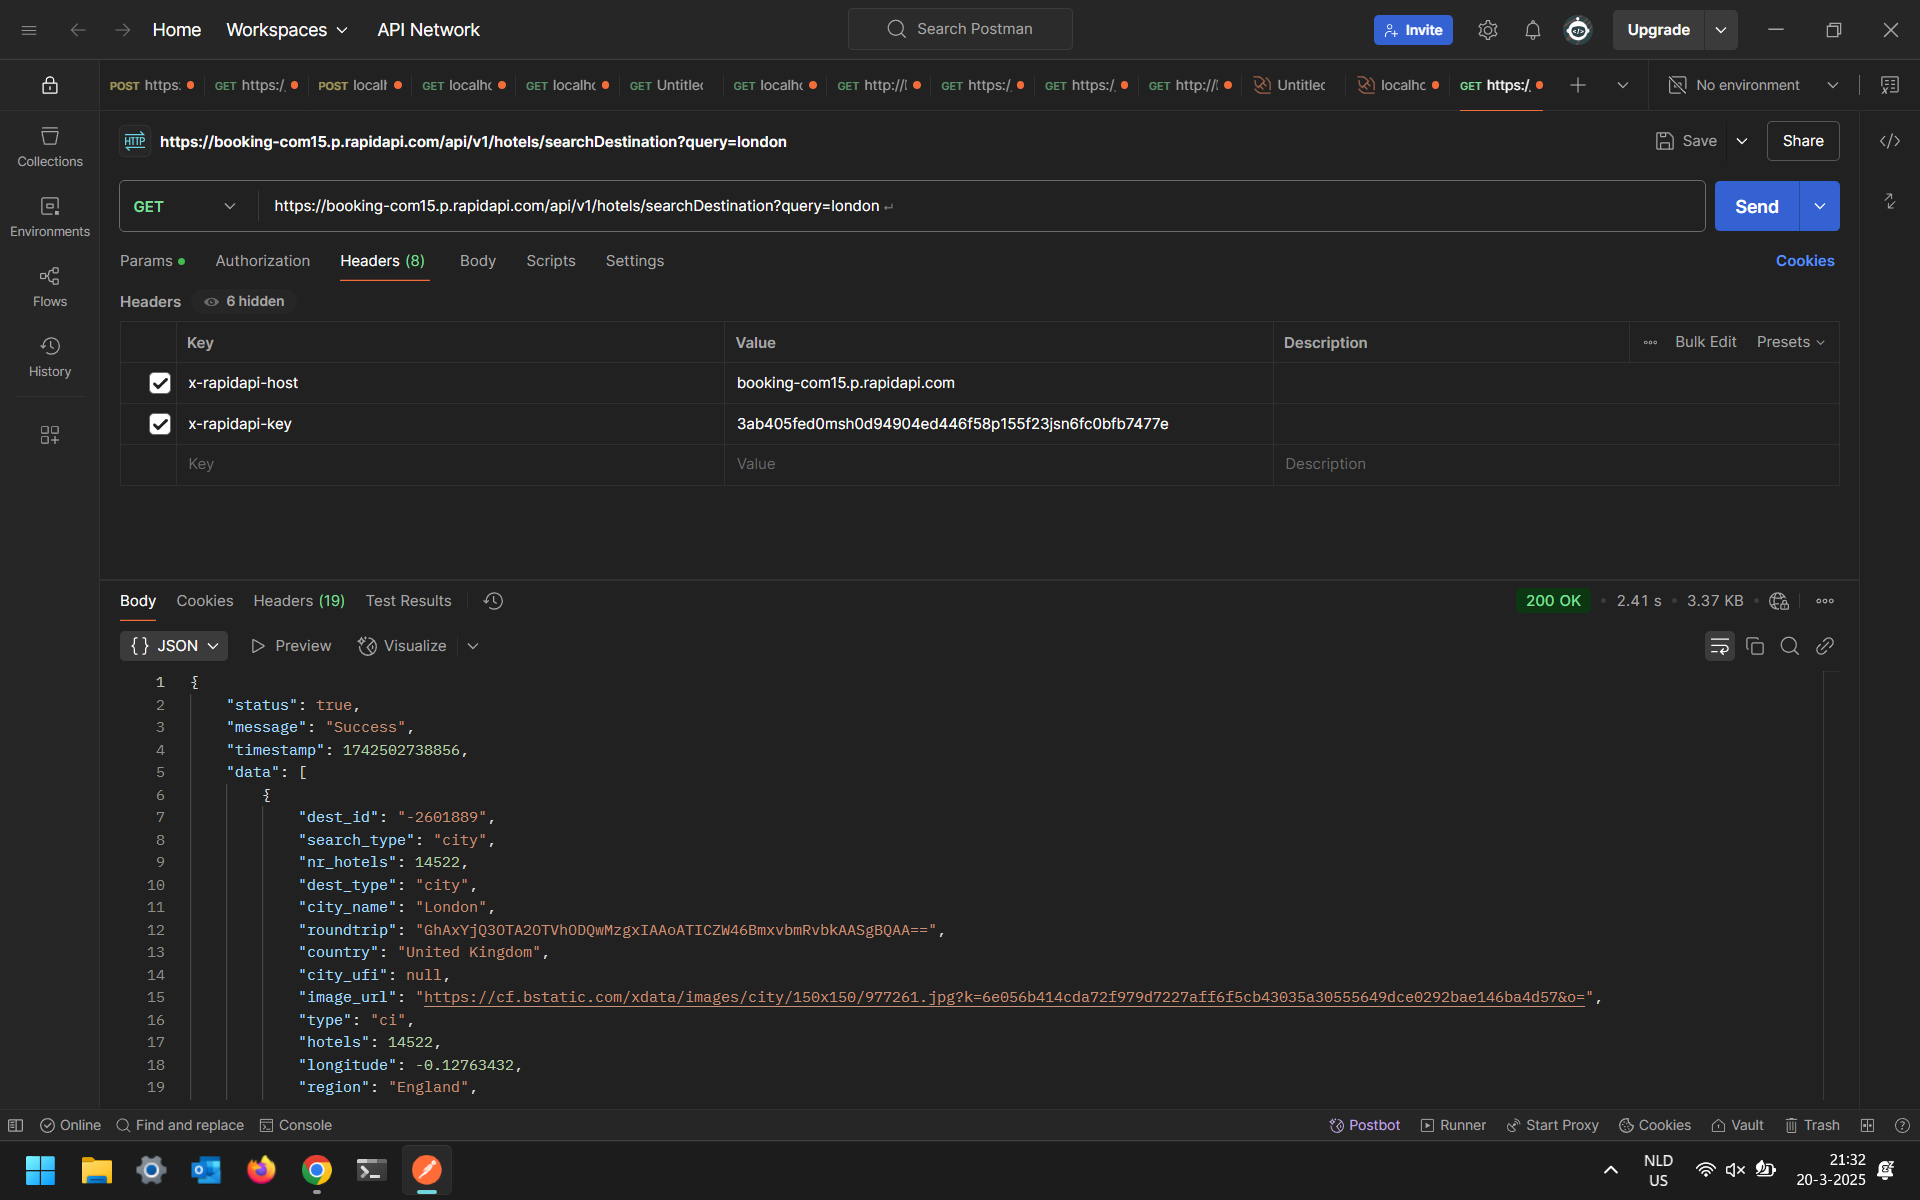 Home Workspaces API Network Search Postman Invite Upgrade
POST https: GET https:/ POST localh GET localhc GET localhc GET Untitlec GET localhc GET http://l GET https:/ GET https:/ GET http://l Untitlec localhc GET https:/ No environment
HTTP https://booking-com15.p.rapidapi.com/api/v1/hotels/searchDestination?query=london Save Share
GET https://booking-com15.p.rapidapi.com/api/v1/hotels/searchDestination?query=london Send
Collections
Environments
Flows
History
Params Authorization Headers (8) Body Scripts Settings Cookies
Headers 6 hidden
Key Value Description Bulk Edit Presets
x-rapidapi-host booking-com15.p.rapidapi.com
x-rapidapi-key 3ab405fed0msh0d94904ed446f58p155f23jsn6fc0bfb7477e
Key Value Description
Body Cookies Headers (19) Test Results 200 OK 2.41 s 3.37 KB
{} JSON Preview Visualize
1 {
2 "status": true,
3 "message": "Success",
4 "timestamp": 1742502738856,
5 "data": [
6 {
7 "dest_id": "-2601889",
8 "search_type": "city",
9 "nr_hotels": 14522,
10 "dest_type": "city",
11 "city_name": "London",
12 "roundtrip": "GhAxYjQ3OTA2OTVhODQwMzgxIAAoATICZW46BmxvbmRvbkAASgBQAA==",
13 "country": "United Kingdom",
14 "city_ufi": null,
15 "image_url": "https://cf.bstatic.com/xdata/images/city/150x150/977261.jpg?k=6e056b414cda72f979d7227aff6f5cb43035a30555649dce0292bae146ba4d57&o=",
16 "type": "ci",
17 "hotels": 14522,
18 "longitude": -0.12763432,
19 "region": "England",
Online Find and replace Console Postbot Runner Start Proxy Cookies Vault Trash
NLD 21:32
US 20-3-2025